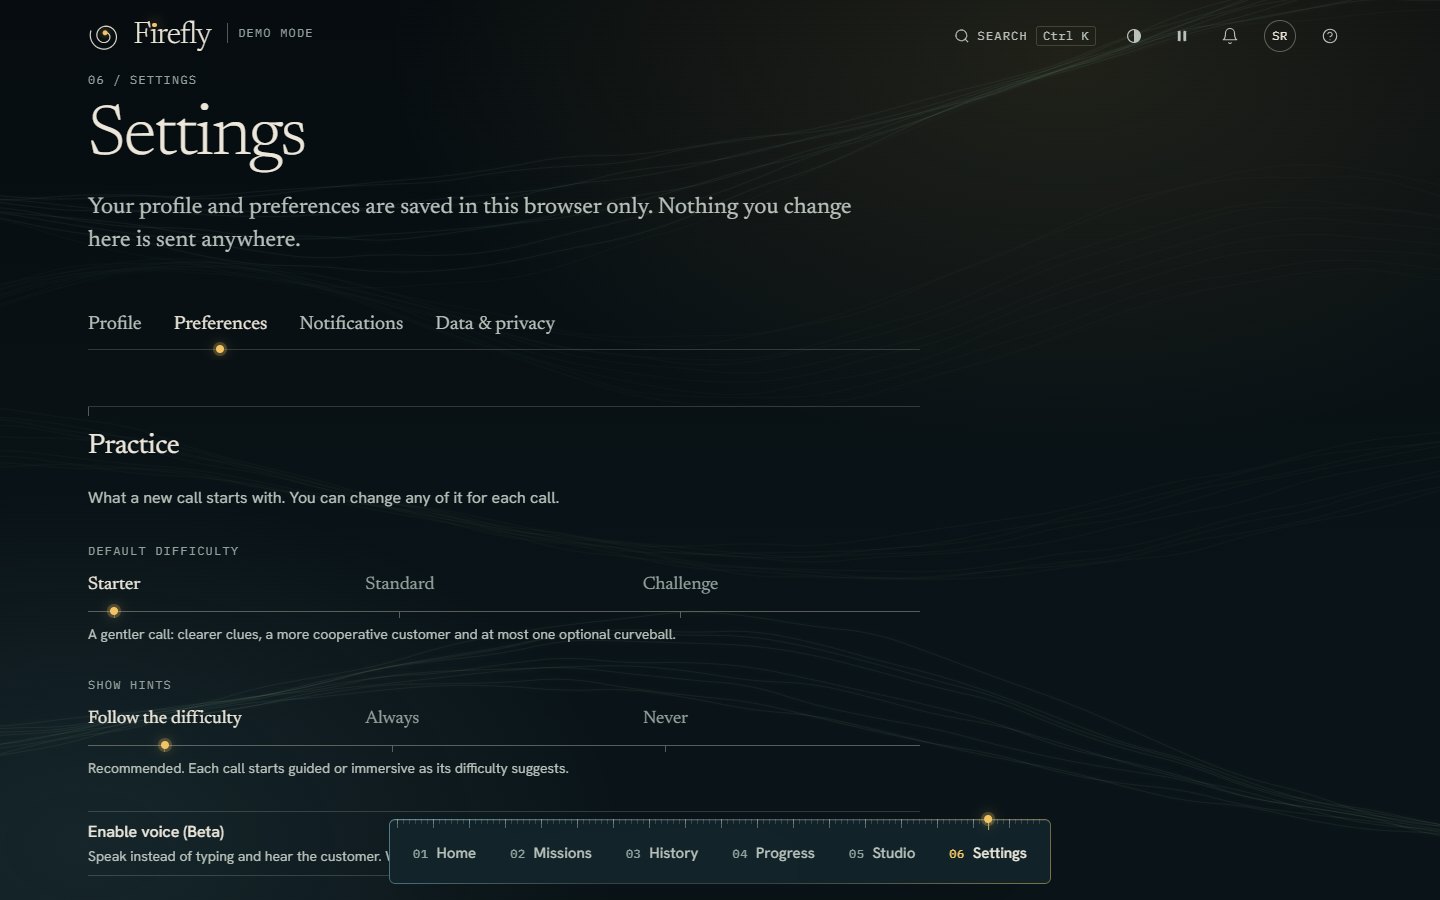 Firefly
DEMO MODE
SEARCH Ctrl K
SR
06 / SETTINGS
Settings
Your profile and preferences are saved in this browser only. Nothing you change
here is sent anywhere.
Profile Preferences Notifications Data & privacy
Practice
What a new call starts with. You can change any of it for each call.
DEFAULT DIFFICULTY
Starter Standard Challenge
A gentler call: clearer clues, a more cooperative customer and at most one optional curveball.
SHOW HINTS
Follow the difficulty Always Never
Recommended. Each call starts guided or immersive as its difficulty suggests.
Enable voice (Beta)
Speak instead of typing and hear the customer.
01 Home 02 Missions 03 History 04 Progress 05 Studio 06 Settings